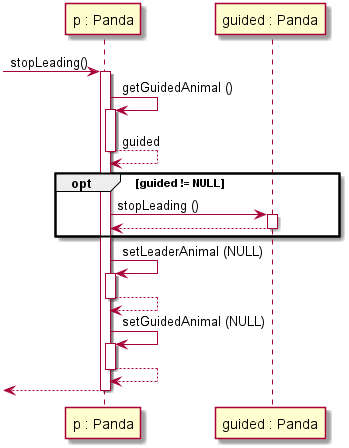 p : Panda guided : Panda
stopLeading()
getGuidedAnimal ()
guided
opt [guided != NULL]
stopLeading ()
setLeaderAnimal (NULL)
setGuidedAnimal (NULL)
p : Panda guided : Panda